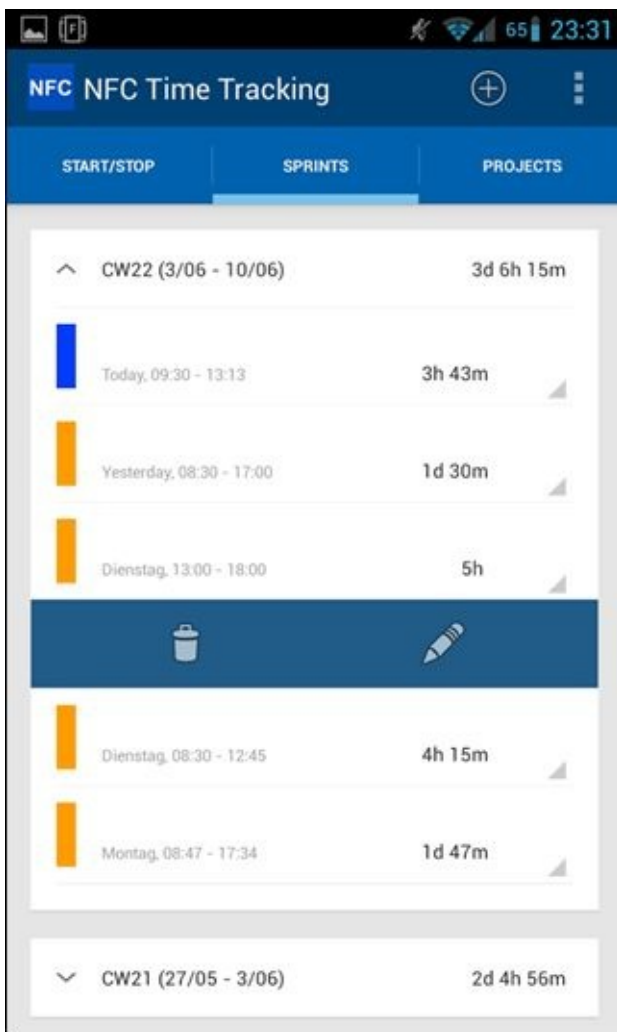 [F] 65 23:31
NFC NFC Time Tracking
START/STOP SPRINTS PROJECTS
CW22 (3/06 - 10/06) 3d 6h 15m
Today, 09:30 - 13:13 3h 43m
Yesterday, 08:30 - 17:00 1d 30m
Dienstag, 13:00 - 18:00 5h
Dienstag, 08:30 - 12:45 4h 15m
Montag, 08:47 - 17:34 1d 47m
CW21 (27/05 - 3/06) 2d 4h 56m